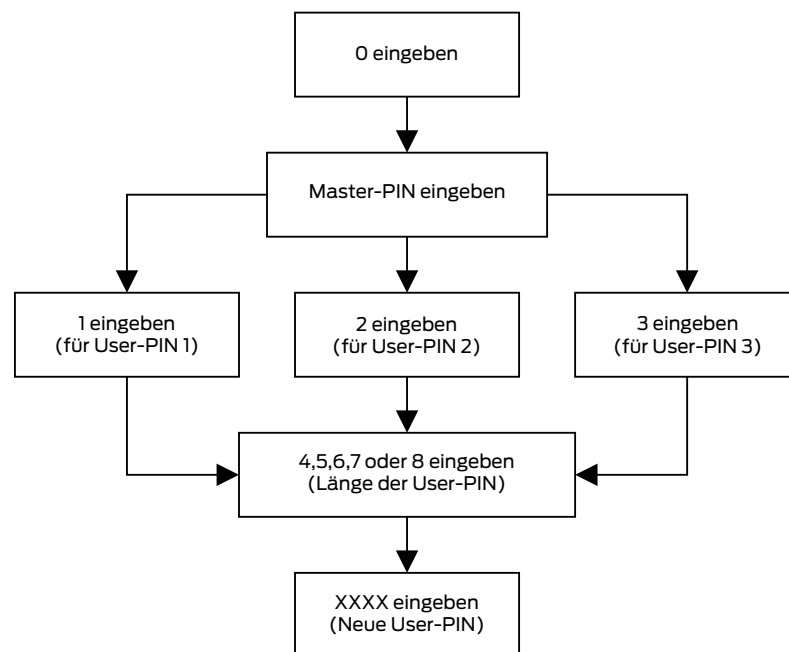 0 eingeben
Master-PIN eingeben
1 eingeben
(für User-PIN 1)
2 eingeben
(für User-PIN 2)
3 eingeben
(für User-PIN 3)
4,5,6,7 oder 8 eingeben
(Länge der User-PIN)
XXXX eingeben
(Neue User-PIN)